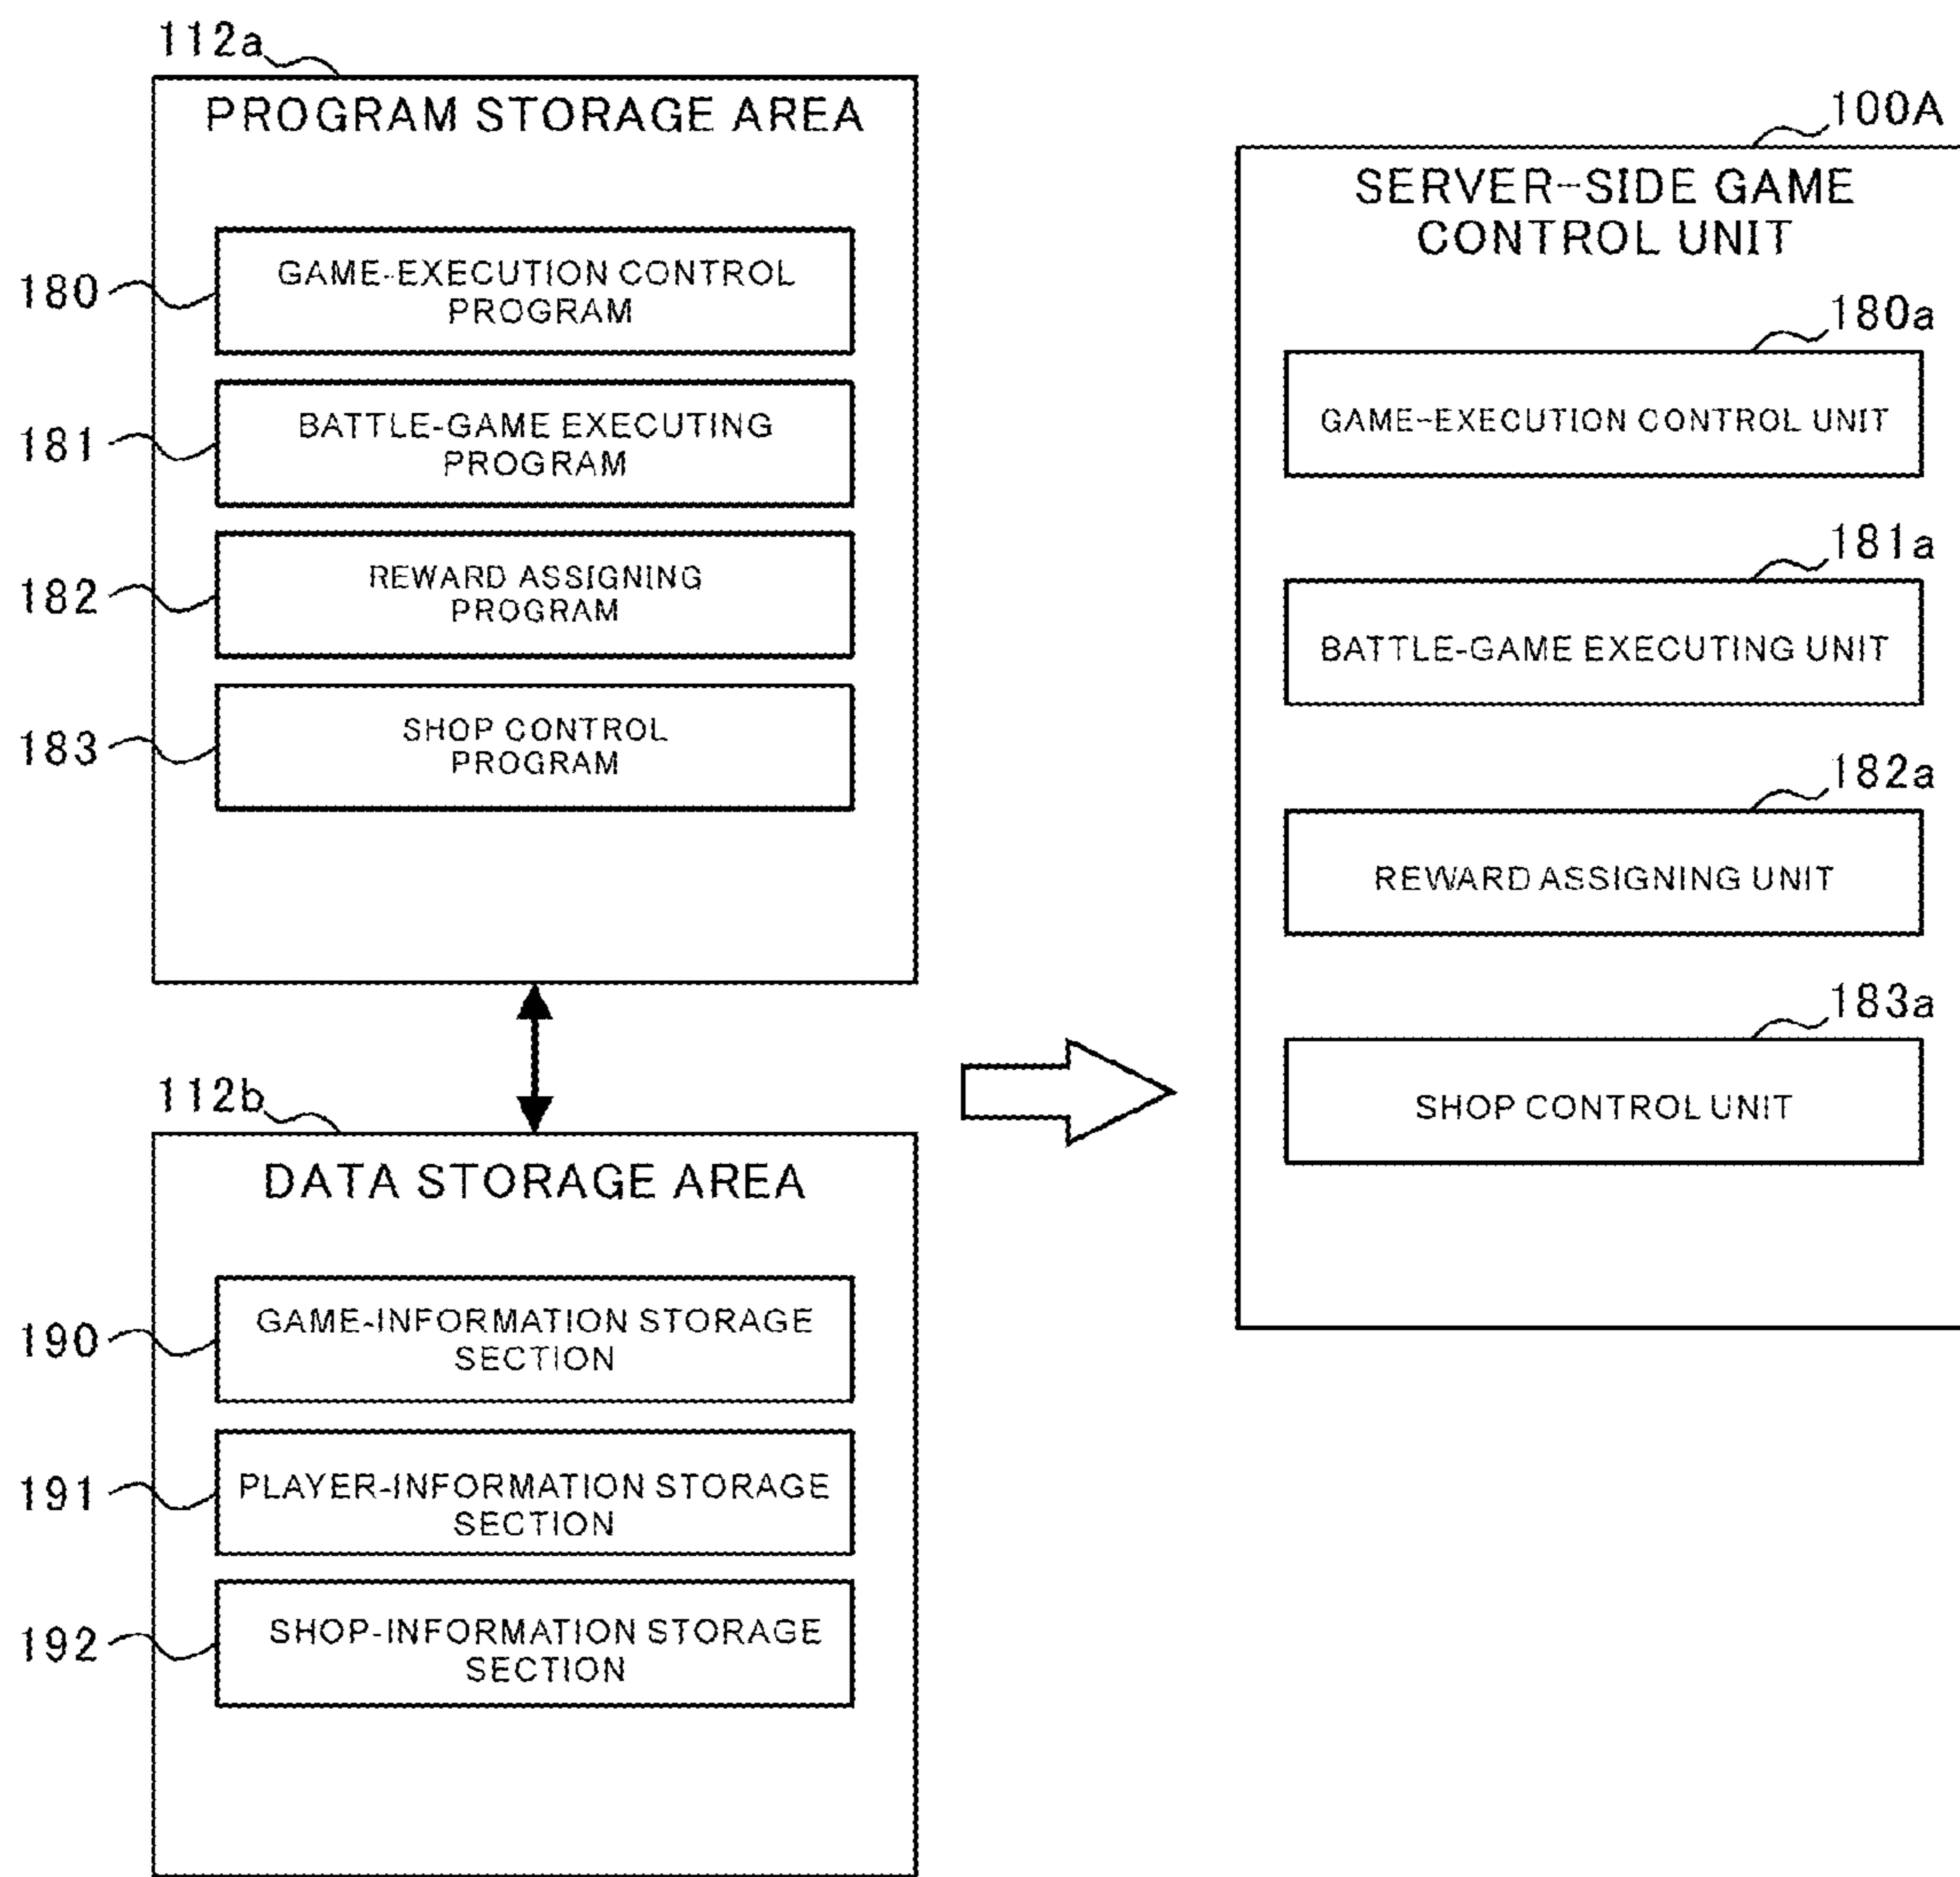 112a
PROGRAM STORAGE AREA
180
GAME-EXECUTION CONTROL
PROGRAM
181
BATTLE-GAME EXECUTING
PROGRAM
182
REWARD ASSIGNING
PROGRAM
183
SHOP CONTROL
PROGRAM
112b
DATA STORAGE AREA
190
GAME-INFORMATION STORAGE
SECTION
191
PLAYER-INFORMATION STORAGE
SECTION
192
SHOP-INFORMATION STORAGE
SECTION
100A
SERVER-SIDE GAME
CONTROL UNIT
180a
GAME-EXECUTION CONTROL UNIT
181a
BATTLE-GAME EXECUTING UNIT
182a
REWARD ASSIGNING UNIT
183a
SHOP CONTROL UNIT